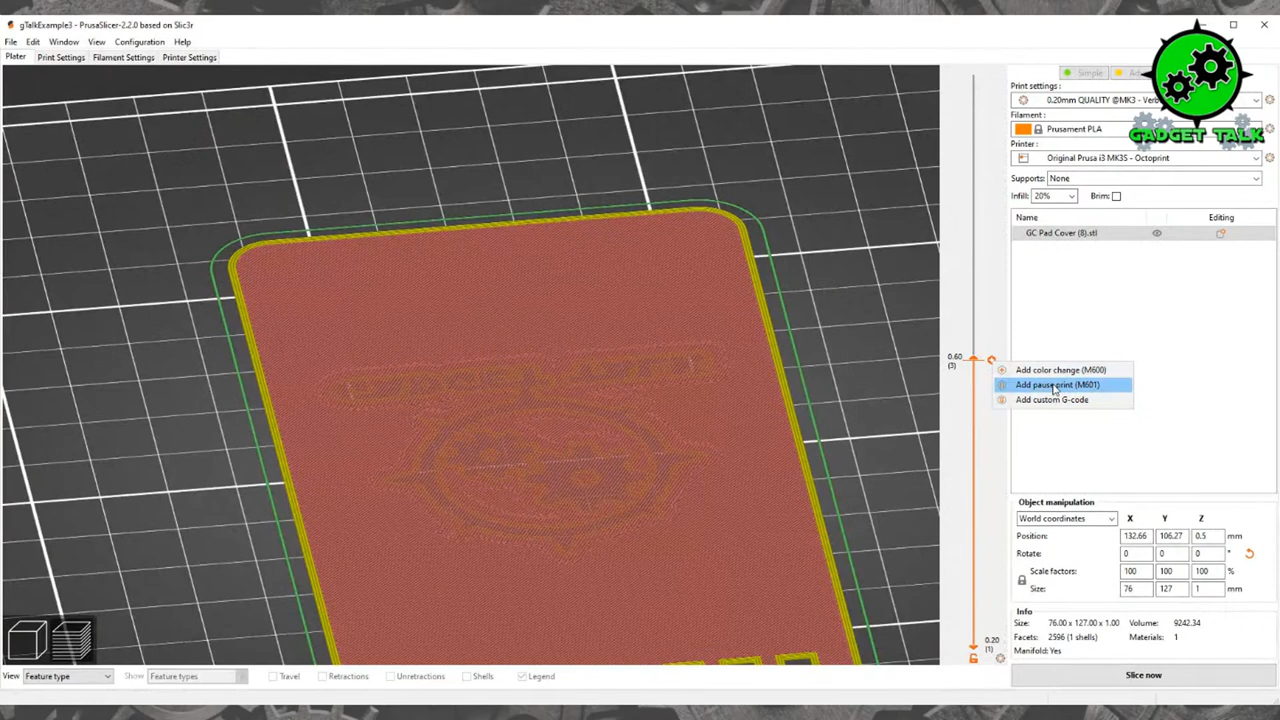 gTalkExample3 - PrusaSlicer-2.2.0 based on Slic3r
File Edit Window View Configuration Help
Plater Print Settings Filament Settings Printer Settings
Simple
GADGET TALK
Print settings:
0.20mm QUALITY @MK3 - Verb
Filament:
Prusament PLA
Printer:
Original Prusa i3 MK3S - Octoprint
Supports: None
Infill: 20% Brim:
Name Editing
GC Pad Cover (8).stl
0.60
(3)
Add color change (M600)
Add pause print (M601)
Add custom G-code
Object manipulation
World coordinates X Y Z
Position: 132.66 106.27 0.5 mm
Rotate: 0 0 0 °
Scale factors: 100 100 100 %
Size: 76 127 1 mm
Info
Size: 76.00 x 127.00 x 1.00 Volume: 9242.34
Facets: 2596 (1 shells) Materials: 1
Manifold: Yes
0.20
(1)
View Feature type Show Feature types Travel Retractions Unretractions Shells Legend
Slice now